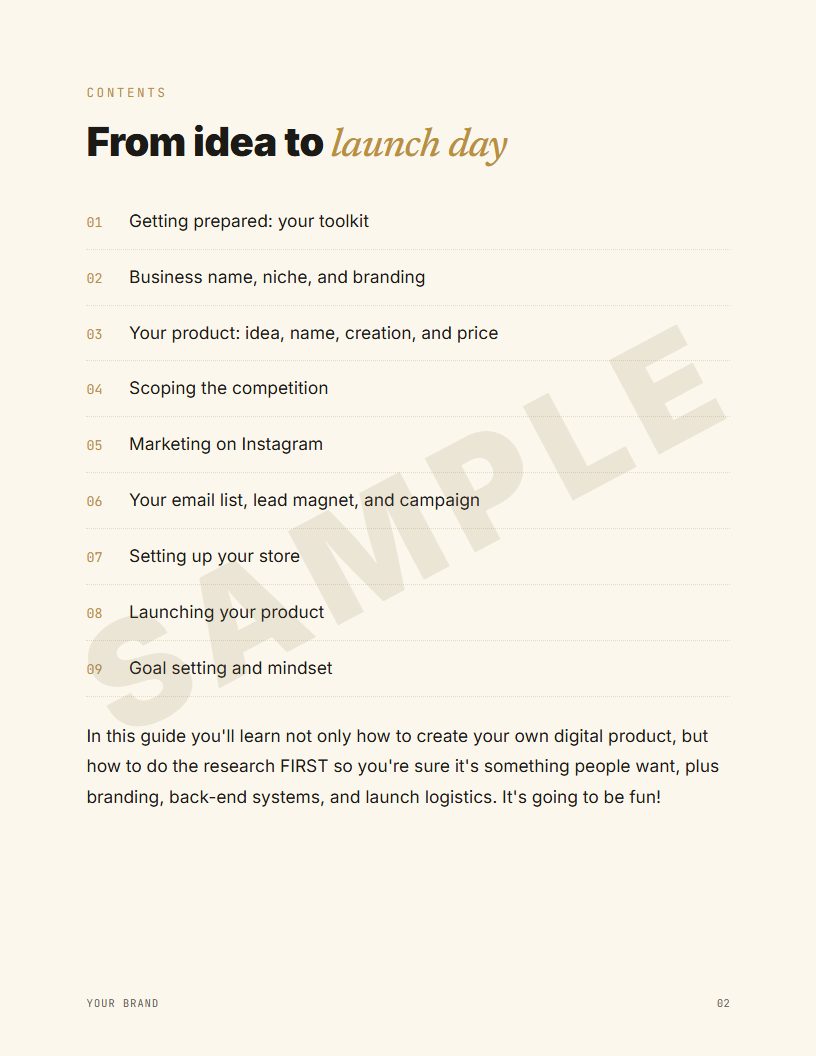 CONTENTS
From idea to launch day
01 Getting prepared: your toolkit
02 Business name, niche, and branding
03 Your product: idea, name, creation, and price
04 Scoping the competition
05 Marketing on Instagram
06 Your email list, lead magnet, and campaign
07 Setting up your store
08 Launching your product
09 Goal setting and mindset
SAMPLE
In this guide you'll learn not only how to create your own digital product, but
how to do the research FIRST so you're sure it's something people want, plus
branding, back-end systems, and launch logistics. It's going to be fun!
YOUR BRAND 02